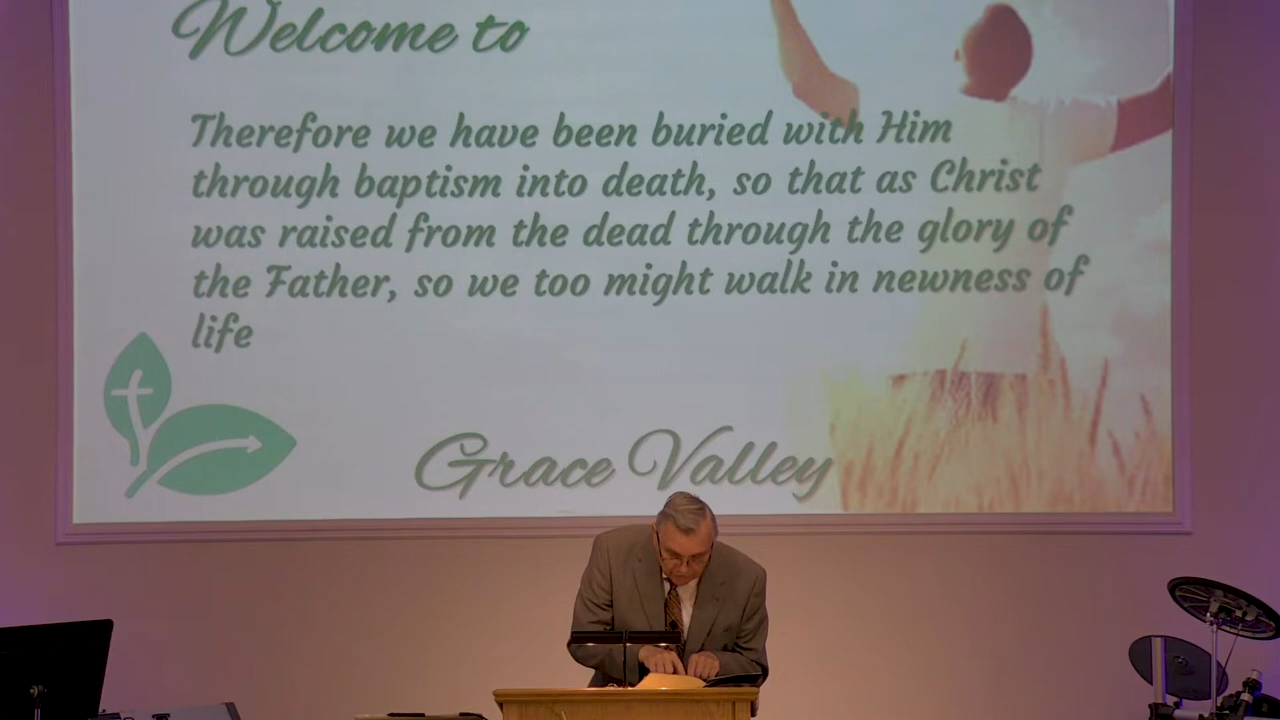 Welcome to
Therefore we have been buried with Him
through baptism into death, so that as Christ
was raised from the dead through the glory of
the Father, so we too might walk in newness of
life
Grace Valley